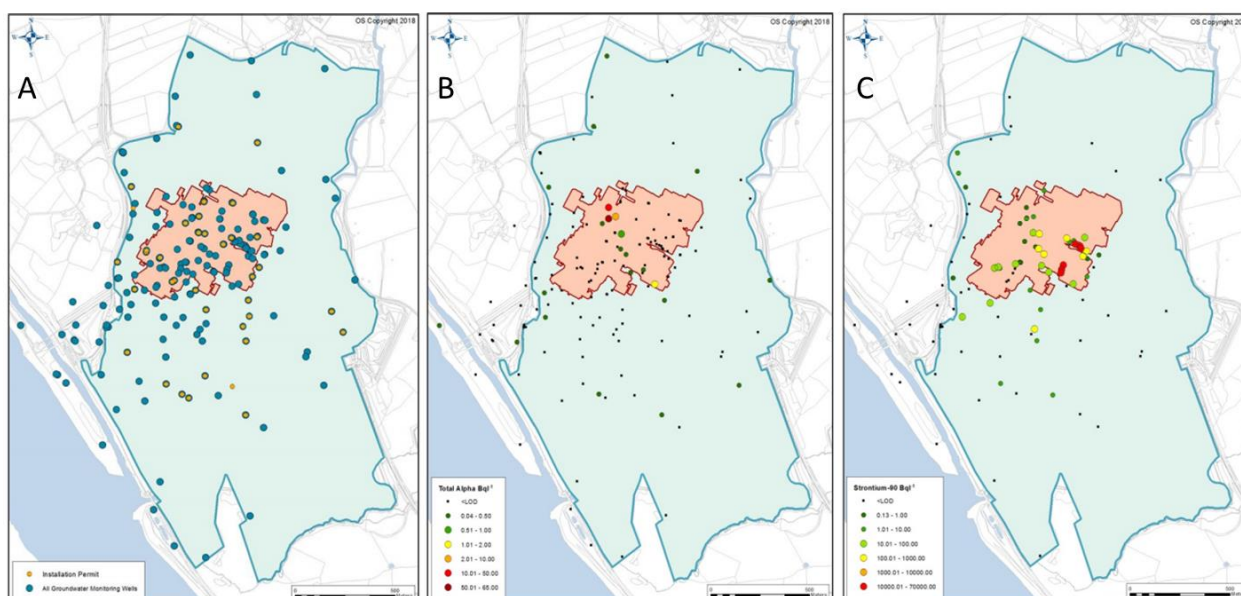 OS Copyright 2018
N
W E
S
A
Installation Permit
All Groundwater Monitoring Wells
500
OS Copyright 2018
N
W E
S
B
Total Alpha Bql⁻¹
<LOD
0.04 - 0.50
0.51 - 1.00
1.01 - 2.00
2.01 - 10.00
10.01 - 50.00
50.01 - 65.00
500
OS Copyright 20
N
W E
S
C
Strontium-90 Bql⁻¹
<LOD
0.13 - 1.00
1.01 - 10.00
10.01 - 100.00
100.01 - 1000.00
1000.01 - 10000.00
10000.01 - 70000.00
500